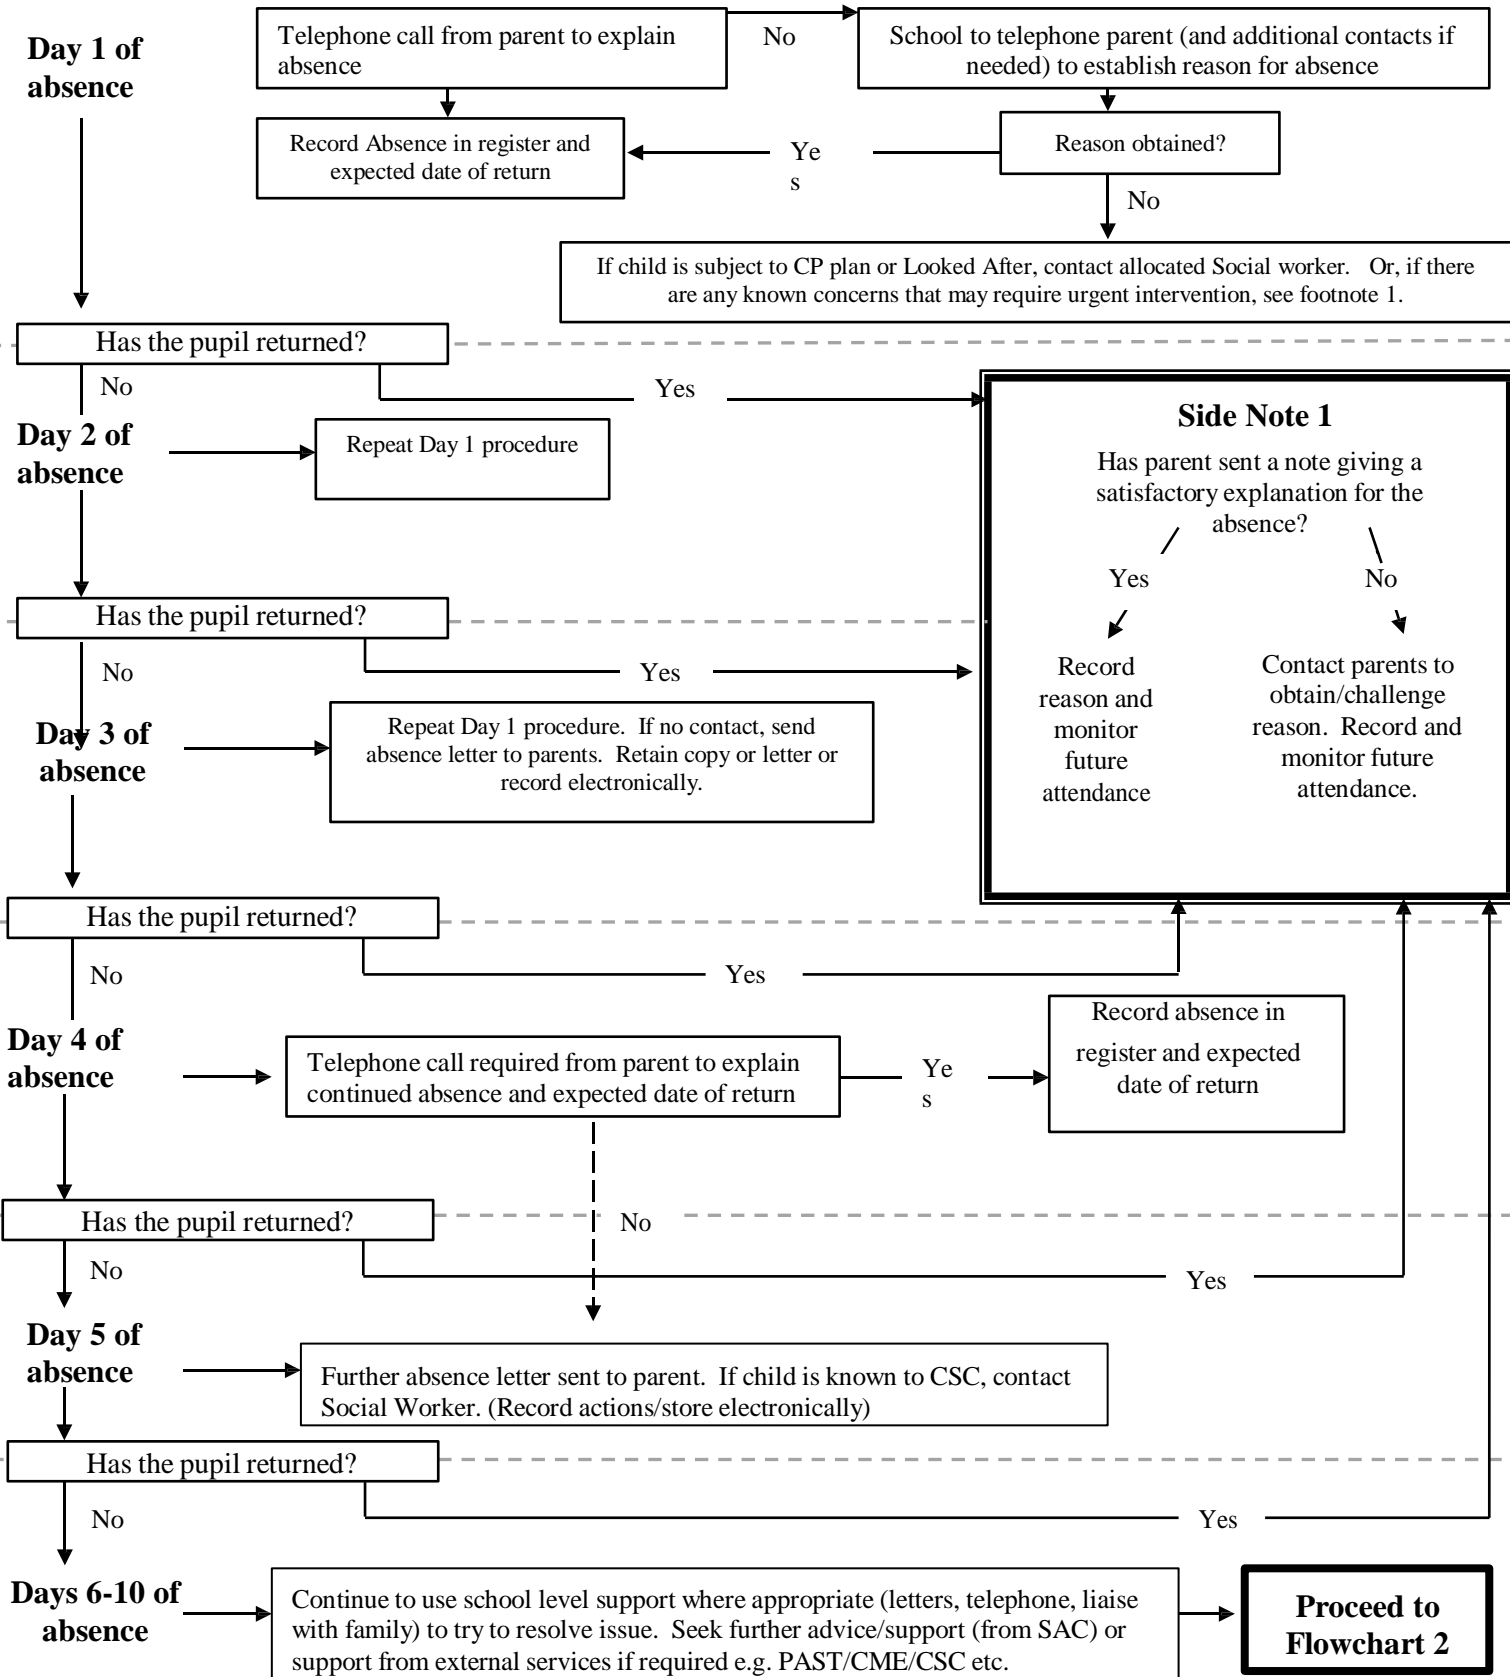 Day 1 of
absence
Telephone call from parent to explain
absence
No
School to telephone parent (and additional contacts if
needed) to establish reason for absence
Record Absence in register and
expected date of return
Ye
s
Reason obtained?
No
If child is subject to CP plan or Looked After, contact allocated Social worker. Or, if there
are any known concerns that may require urgent intervention, see footnote 1.
Has the pupil returned?
No
Yes
Day 2 of
absence
Repeat Day 1 procedure
Side Note 1
Has parent sent a note giving a
satisfactory explanation for the
absence?
Yes
No
Record
reason and
monitor
future
attendance
Contact parents to
obtain/challenge
reason. Record and
monitor future
attendance.
Has the pupil returned?
No
Yes
Day 3 of
absence
Repeat Day 1 procedure. If no contact, send
absence letter to parents. Retain copy or letter or
record electronically.
Has the pupil returned?
No
Yes
Day 4 of
absence
Telephone call required from parent to explain
continued absence and expected date of return
Ye
s
Record absence in
register and expected
date of return
Has the pupil returned?
No
No
Yes
Day 5 of
absence
Further absence letter sent to parent. If child is known to CSC, contact
Social Worker. (Record actions/store electronically)
Has the pupil returned?
No
Yes
Days 6-10 of
absence
Continue to use school level support where appropriate (letters, telephone, liaise
with family) to try to resolve issue. Seek further advice/support (from SAC) or
support from external services if required e.g. PAST/CME/CSC etc.
Proceed to
Flowchart 2